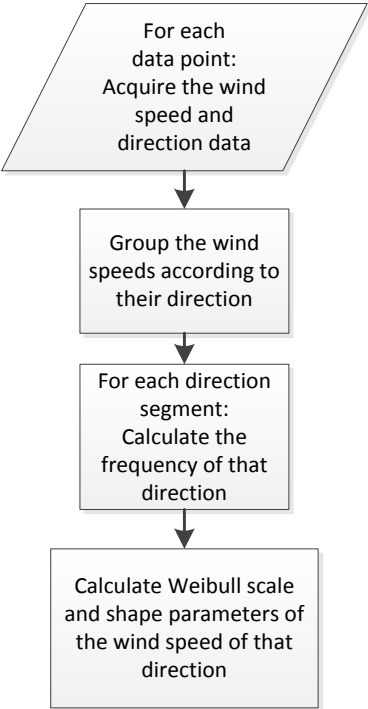 For each
data point:
Acquire the wind
speed and
direction data
Group the wind
speeds according to
their direction
For each direction
segment:
Calculate the
frequency of that
direction
Calculate Weibull scale
and shape parameters of
the wind speed of that
direction